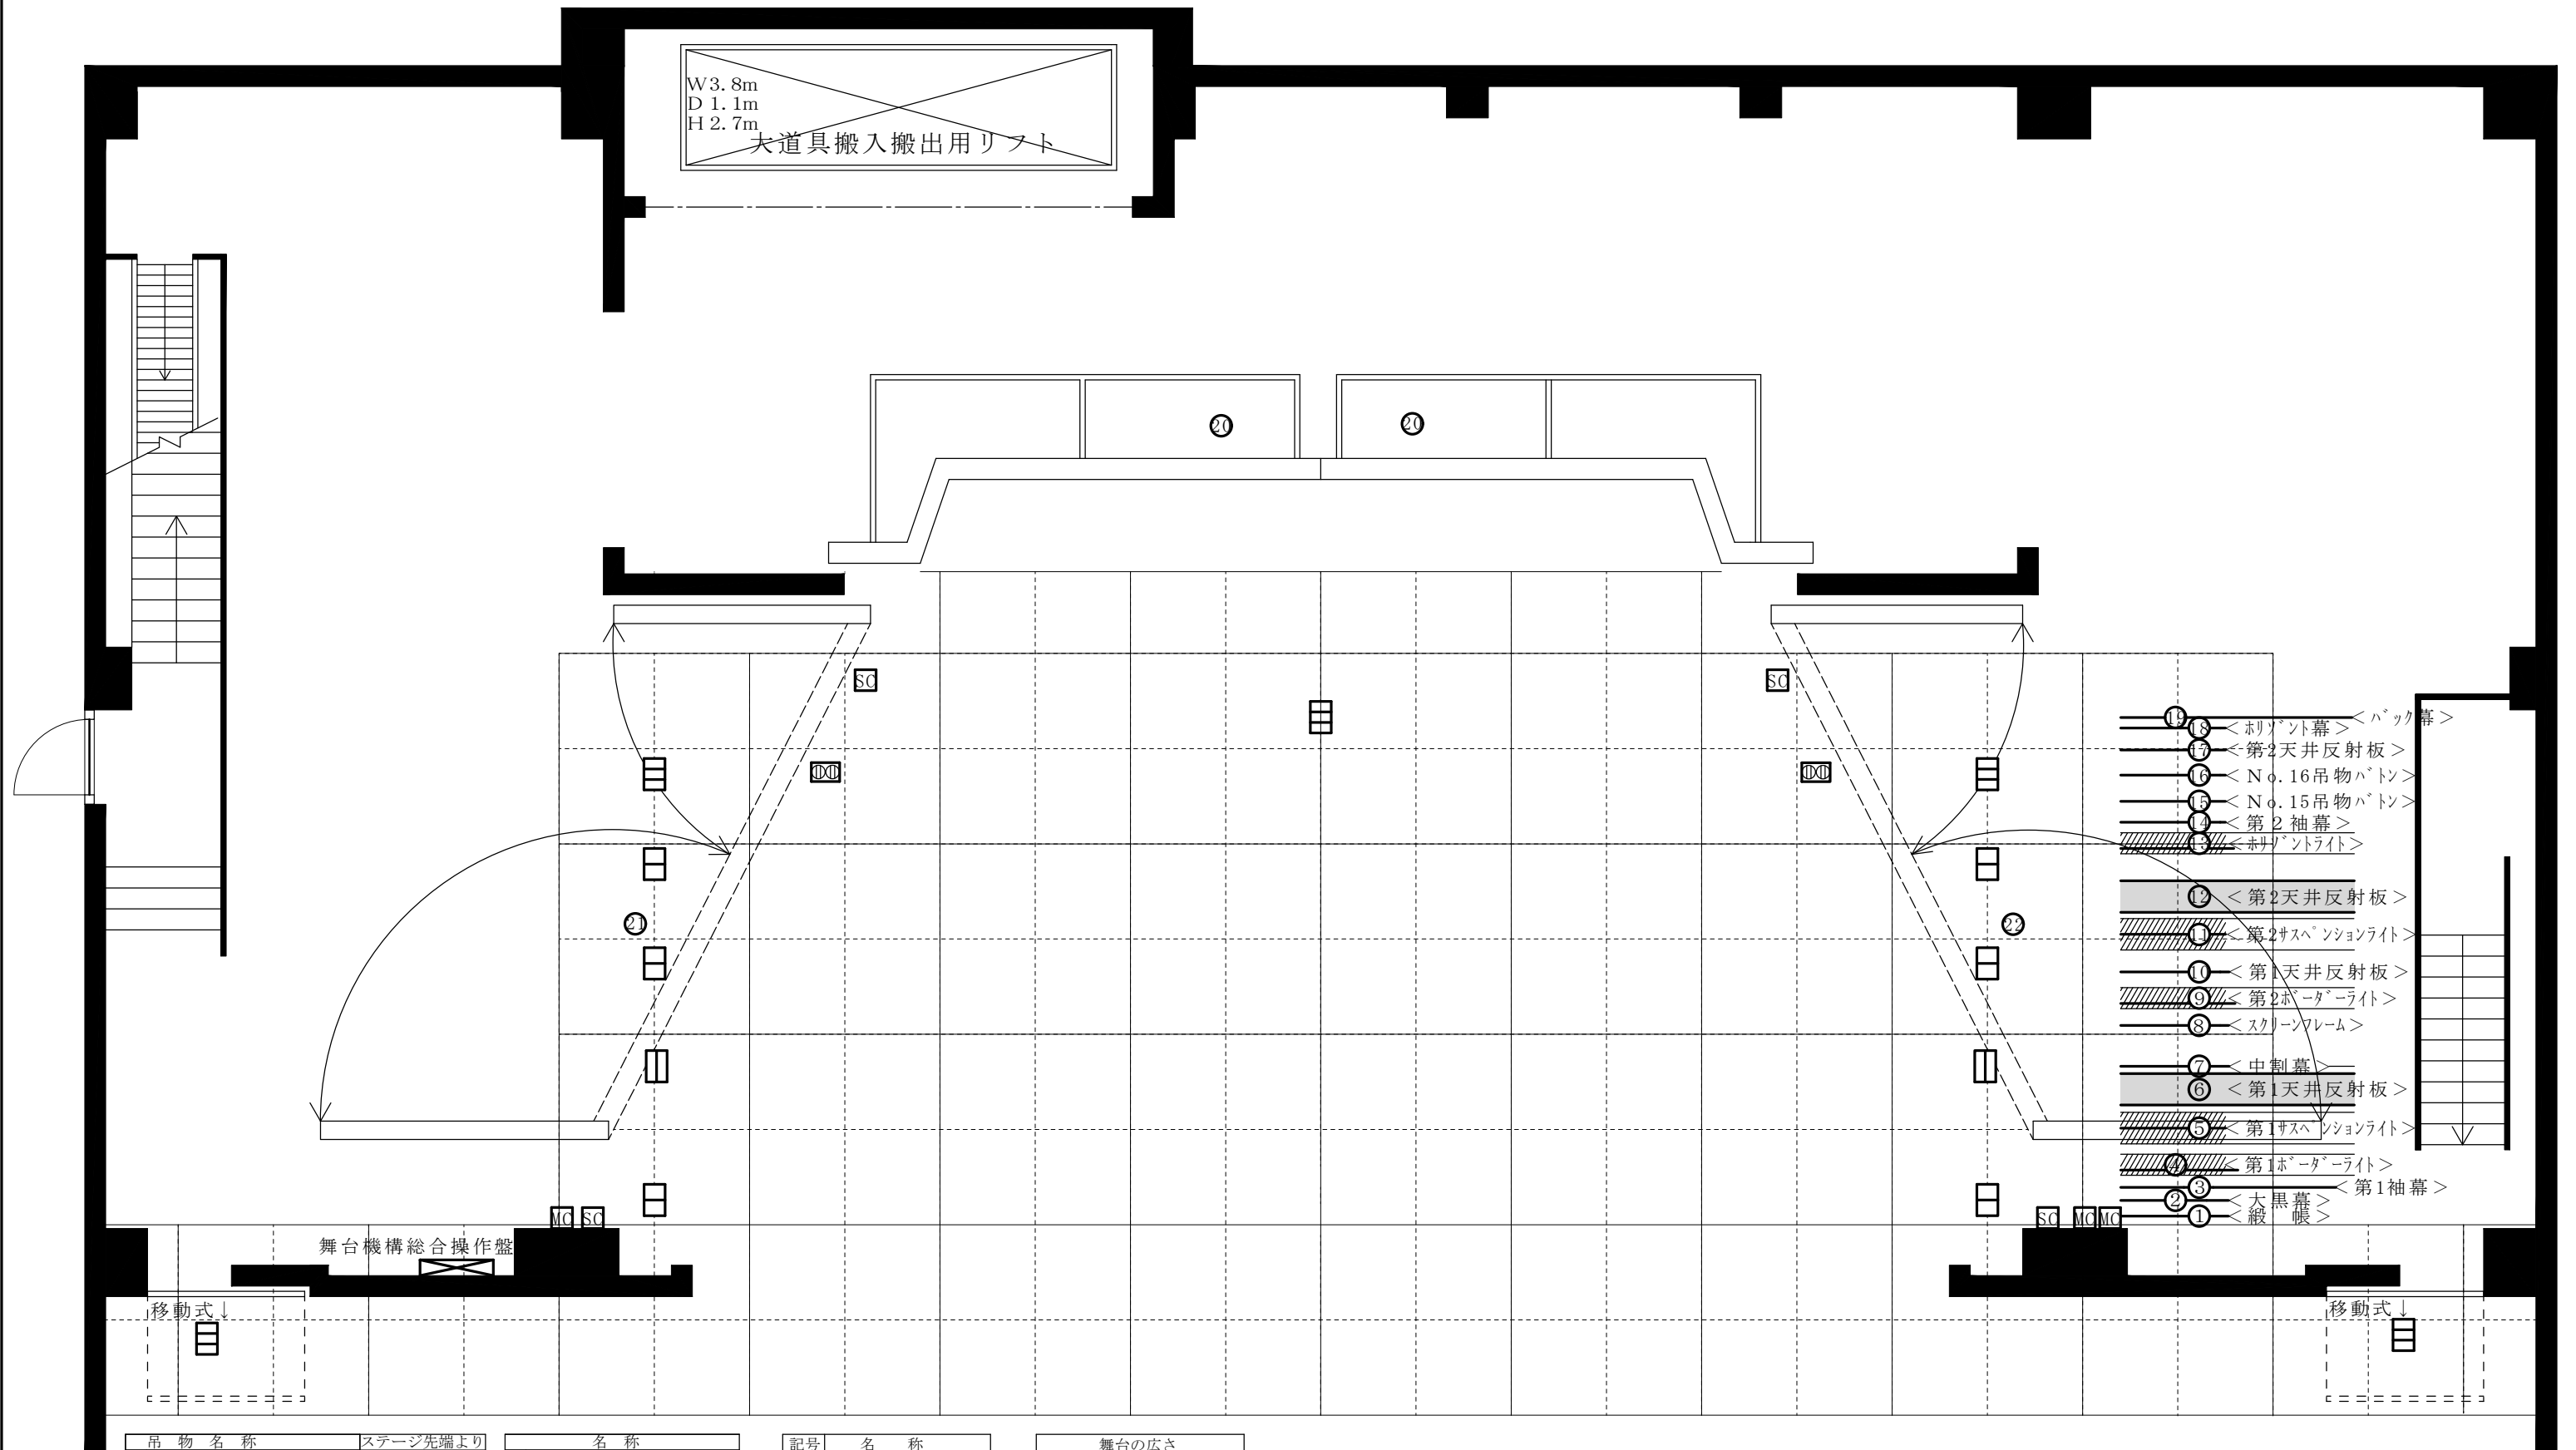 W3.8m
D 1.1m
H 2.7m
大道具搬入搬出用リフト
20
20
SC
SC
19 <バック幕>
18 <ホリゾント幕>
17 <第2天井反射板>
16 <No.16吊物バトン>
15 <No.15吊物バトン>
14 <第2袖幕>
13 <ホリゾントライト>
12 <第2天井反射板>
21
22
11 <第2サスペンションライト>
10 <第1天井反射板>
9 <第2ボーダーライト>
8 <スクリーンフレーム>
7 <中割幕>
6 <第1天井反射板>
5 <第1サスペンションライト>
4 <第1ボーダーライト>
3 <第1袖幕>
2 <大黒幕>
1 <緞 帳>
MC SC
SC MC MC
舞台機構総合操作盤
移動式↓
移動式↓
吊 物 名 称 ステージ先端より 名 称 記号 名 称 舞台の広さ